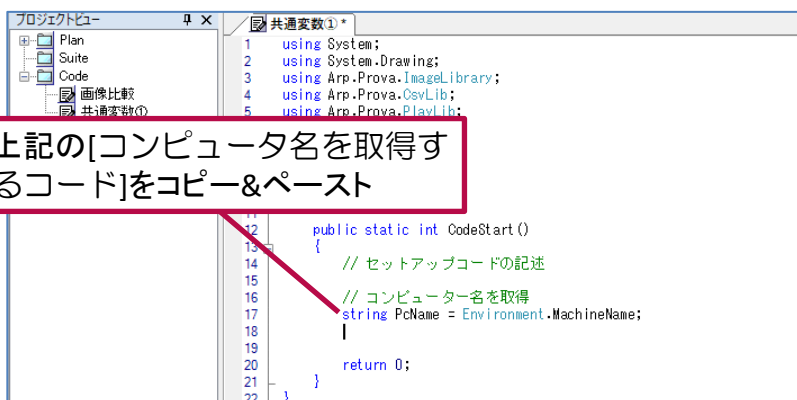 プロジェクトビュー
Plan
Suite
Code
画像比較
共通変数①
共通変数①*
1 using System;
2 using System.Drawing;
3 using Arp.Prova.ImageLibrary;
4 using Arp.Prova.CsvLib;
5 using Arp.Prova.PlayLib;
上記の[コンピュータ名を取得す
るコード]をコピー&ペースト
11
12 public static int CodeStart()
13 {
14 // セットアップコードの記述
15
16 // コンピューター名を取得
17 string PcName = Environment.MachineName;
18
19
20 return 0;
21 }
22 }